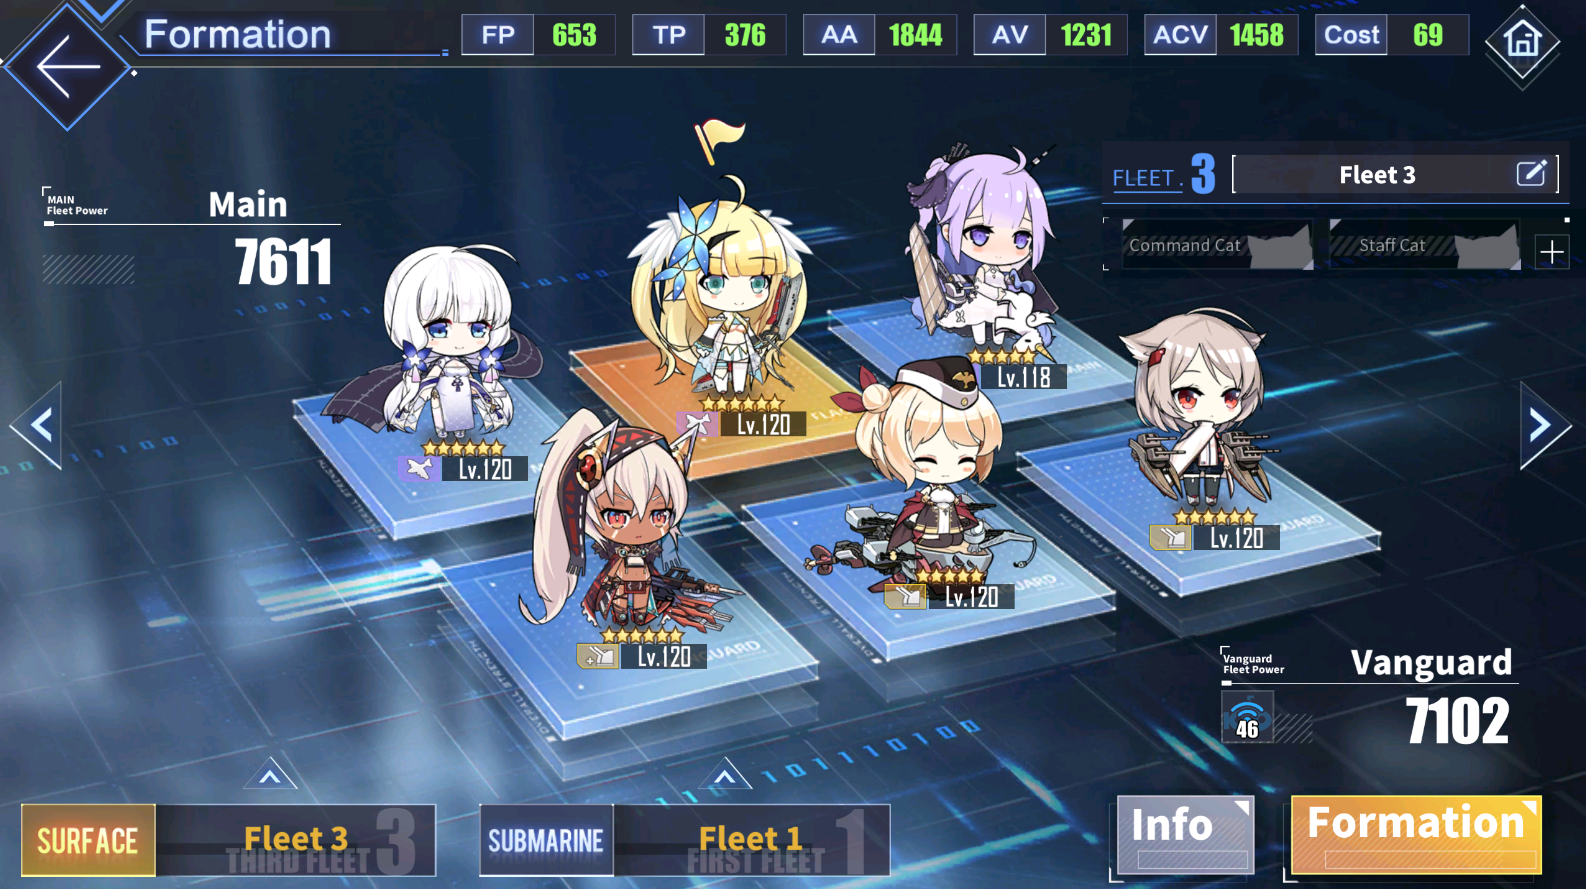 Formation
FP 653
TP 376
AA 1844
AV 1231
ACV 1458
Cost 69
MAIN
Fleet Power
Main
7611
FLEET. 3
Fleet 3
Command Cat
Staff Cat
Lv.118
Lv.120
Lv.120
Lv.120
Lv.120
Lv.120
Vanguard
Fleet Power
Vanguard
46
7102
SURFACE
Fleet 3
THIRD FLEET 3
SUBMARINE
Fleet 1
FIRST FLEET 1
Info
Formation